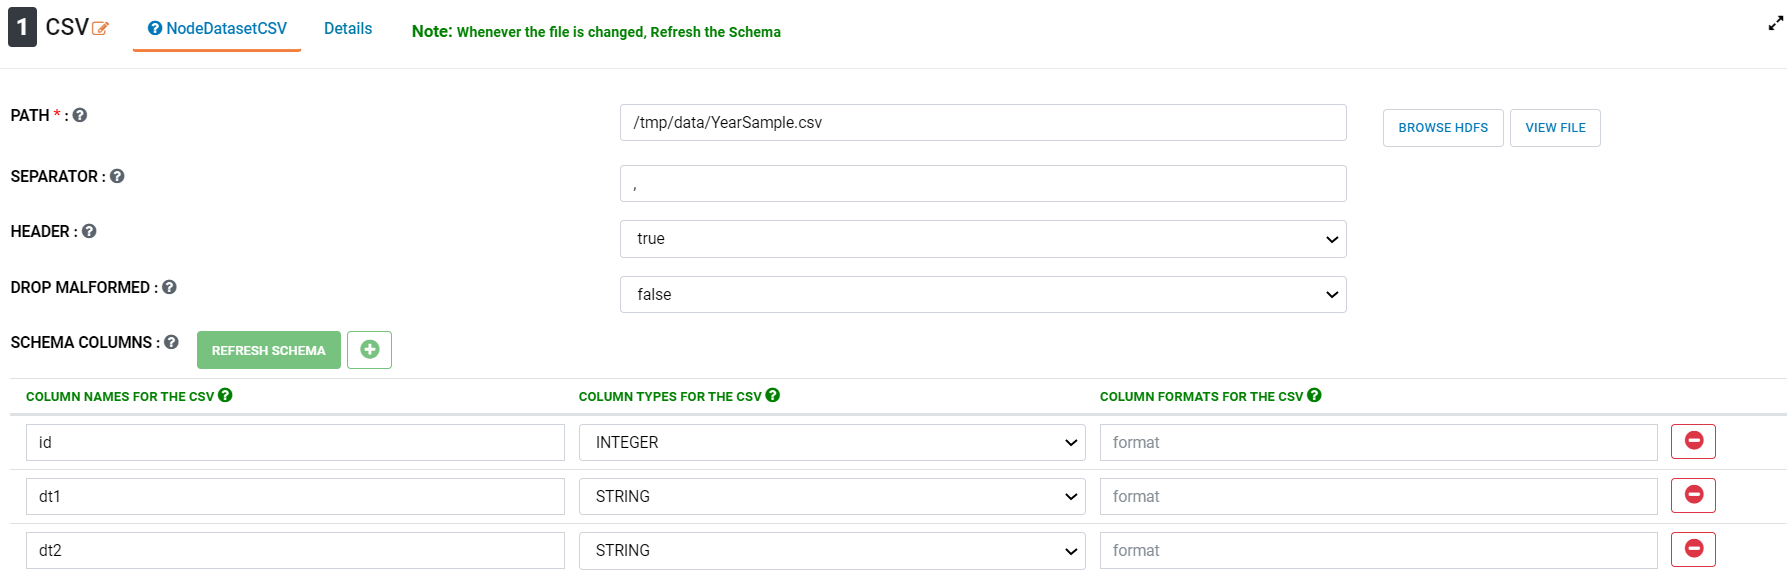 1 CSV NodeDatasetCSV Details Note: Whenever the file is changed, Refresh the Schema
PATH * : /tmp/data/YearSample.csv BROWSE HDFS VIEW FILE
SEPARATOR : ,
HEADER : true
DROP MALFORMED : false
SCHEMA COLUMNS : REFRESH SCHEMA
COLUMN NAMES FOR THE CSV COLUMN TYPES FOR THE CSV COLUMN FORMATS FOR THE CSV
id INTEGER format
dt1 STRING format
dt2 STRING format